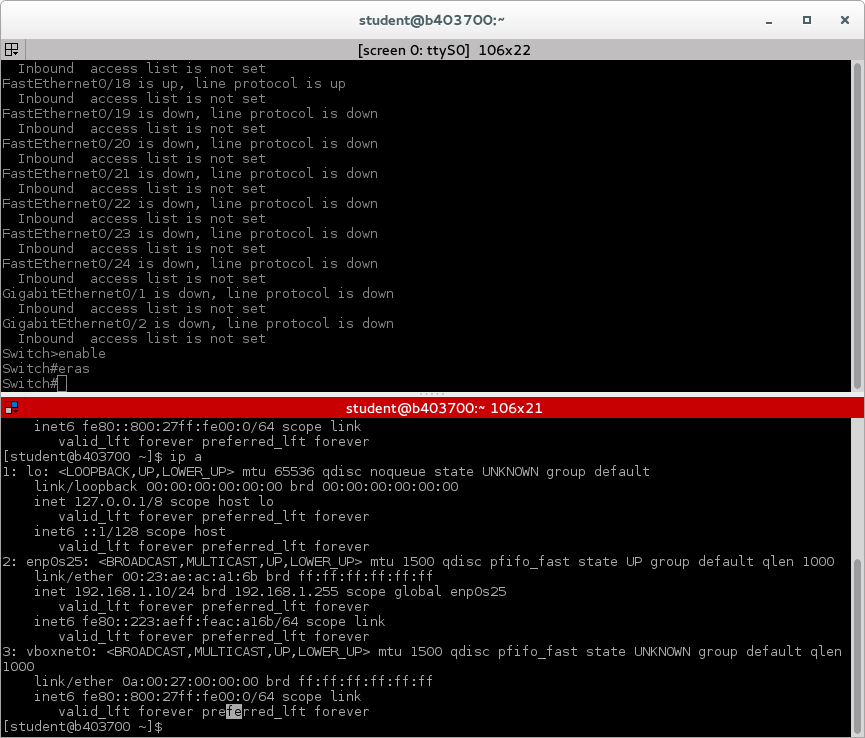 student@b403700:~
[screen 0: ttyS0]  106x22
  Inbound  access list is not set
FastEthernet0/18 is up, line protocol is up
  Inbound  access list is not set
FastEthernet0/19 is down, line protocol is down
  Inbound  access list is not set
FastEthernet0/20 is down, line protocol is down
  Inbound  access list is not set
FastEthernet0/21 is down, line protocol is down
  Inbound  access list is not set
FastEthernet0/22 is down, line protocol is down
  Inbound  access list is not set
FastEthernet0/23 is down, line protocol is down
  Inbound  access list is not set
FastEthernet0/24 is down, line protocol is down
  Inbound  access list is not set
GigabitEthernet0/1 is down, line protocol is down
  Inbound  access list is not set
GigabitEthernet0/2 is down, line protocol is down
  Inbound  access list is not set
Switch>enable
Switch#eras
Switch#
student@b403700:~ 106x21
    inet6 fe80::800:27ff:fe00:0/64 scope link
       valid_lft forever preferred_lft forever
[student@b403700 ~]$ ip a
1: lo: <LOOPBACK,UP,LOWER_UP> mtu 65536 qdisc noqueue state UNKNOWN group default
    link/loopback 00:00:00:00:00:00 brd 00:00:00:00:00:00
    inet 127.0.0.1/8 scope host lo
       valid_lft forever preferred_lft forever
    inet6 ::1/128 scope host
       valid_lft forever preferred_lft forever
2: enp0s25: <BROADCAST,MULTICAST,UP,LOWER_UP> mtu 1500 qdisc pfifo_fast state UP group default qlen 1000
    link/ether 00:23:ae:ac:a1:6b brd ff:ff:ff:ff:ff:ff
    inet 192.168.1.10/24 brd 192.168.1.255 scope global enp0s25
       valid_lft forever preferred_lft forever
    inet6 fe80::223:aeff:feac:a16b/64 scope link
       valid_lft forever preferred_lft forever
3: vboxnet0: <BROADCAST,MULTICAST,UP,LOWER_UP> mtu 1500 qdisc pfifo_fast state UNKNOWN group default qlen
1000
    link/ether 0a:00:27:00:00:00 brd ff:ff:ff:ff:ff:ff
    inet6 fe80::800:27ff:fe00:0/64 scope link
       valid_lft forever preferred_lft forever
[student@b403700 ~]$